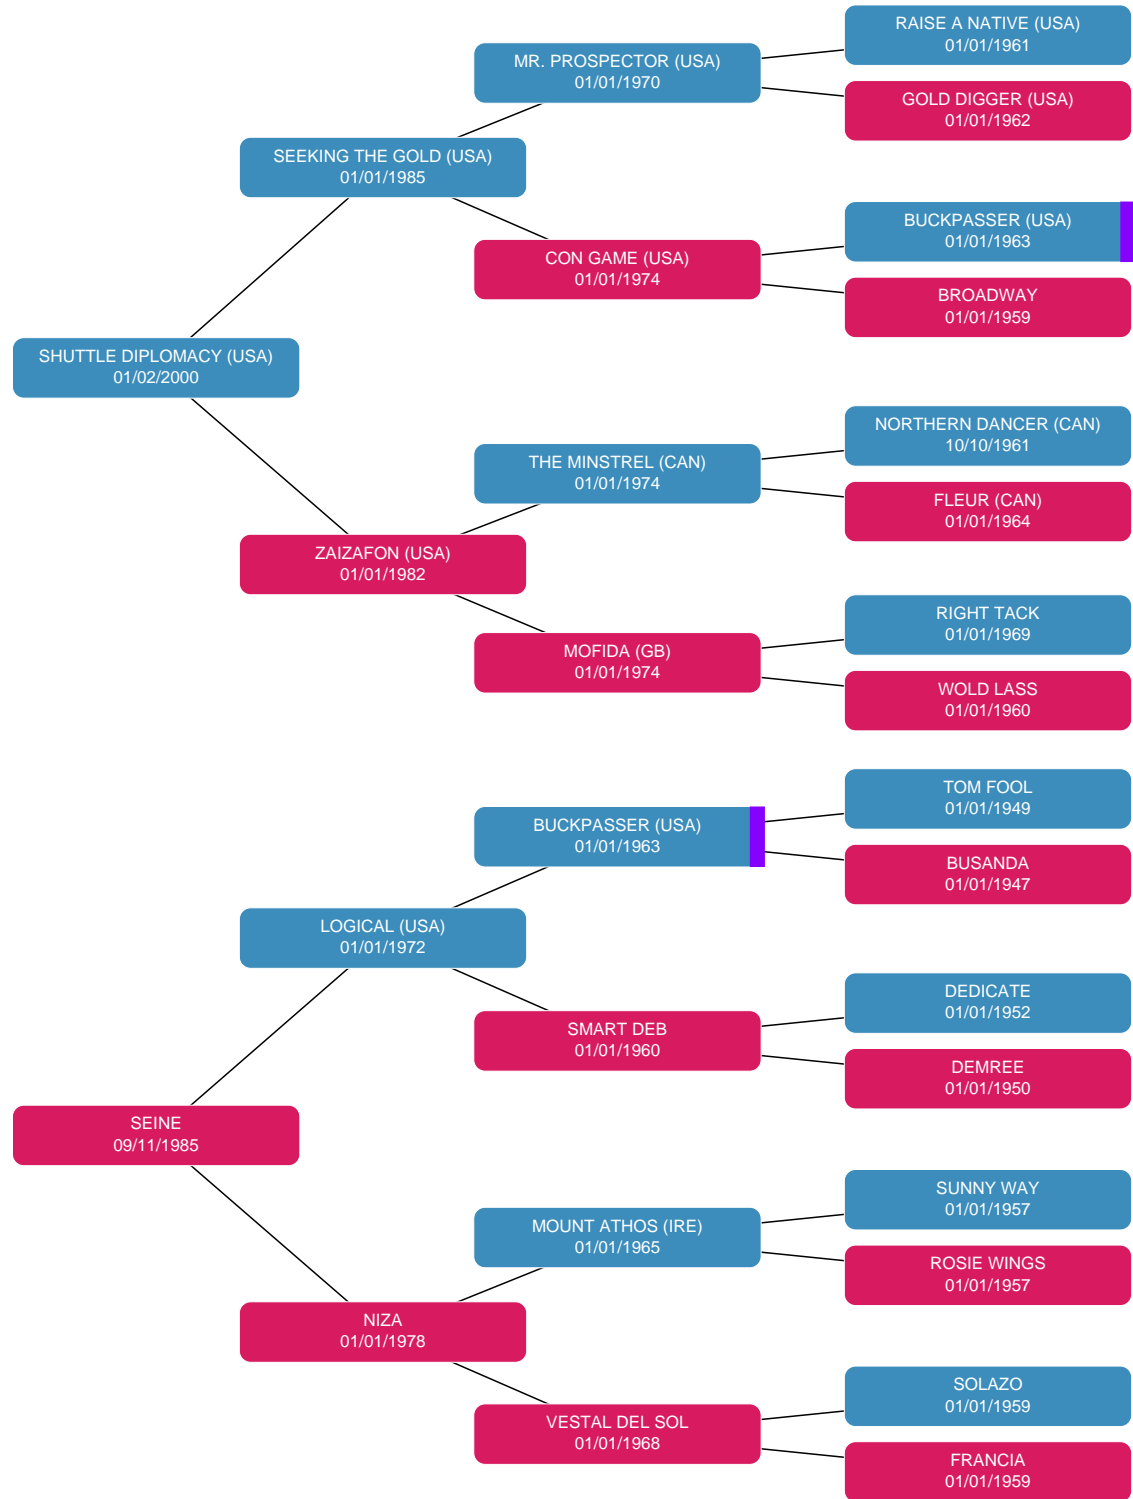 RAISE A NATIVE (USA)
01/01/1961
MR. PROSPECTOR (USA)
01/01/1970
GOLD DIGGER (USA)
01/01/1962
SEEKING THE GOLD (USA)
01/01/1985
BUCKPASSER (USA)
01/01/1963
CON GAME (USA)
01/01/1974
BROADWAY
01/01/1959
SHUTTLE DIPLOMACY (USA)
01/02/2000
NORTHERN DANCER (CAN)
10/10/1961
THE MINSTREL (CAN)
01/01/1974
FLEUR (CAN)
01/01/1964
ZAIZAFON (USA)
01/01/1982
RIGHT TACK
01/01/1969
MOFIDA (GB)
01/01/1974
WOLD LASS
01/01/1960
TOM FOOL
01/01/1949
BUCKPASSER (USA)
01/01/1963
BUSANDA
01/01/1947
LOGICAL (USA)
01/01/1972
DEDICATE
01/01/1952
SMART DEB
01/01/1960
DEMREE
01/01/1950
SEINE
09/11/1985
SUNNY WAY
01/01/1957
MOUNT ATHOS (IRE)
01/01/1965
ROSIE WINGS
01/01/1957
NIZA
01/01/1978
SOLAZO
01/01/1959
VESTAL DEL SOL
01/01/1968
FRANCIA
01/01/1959